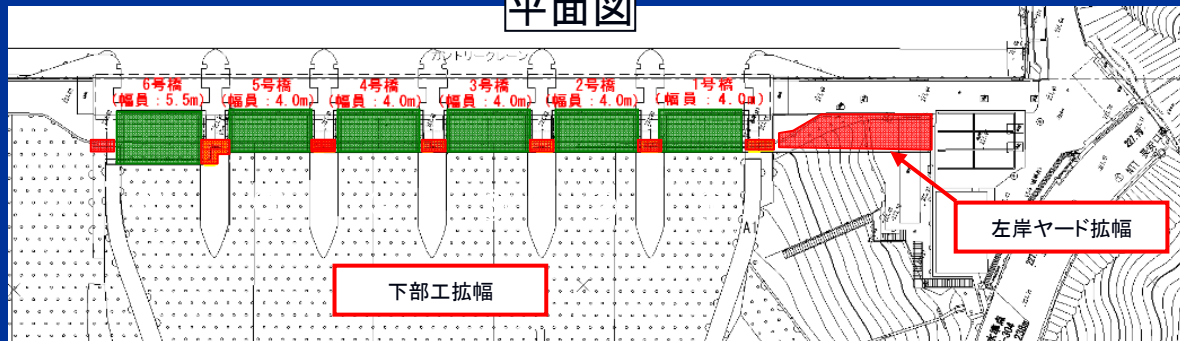 平面図
ガントリークレーン
6号橋
(幅員：5.5m)
5号橋
(幅員：4.0m)
4号橋
(幅員：4.0m)
3号橋
(幅員：4.0m)
2号橋
(幅員：4.0m)
1号橋
(幅員：4.0m)
左岸ヤード拡幅
下部工拡幅
A1